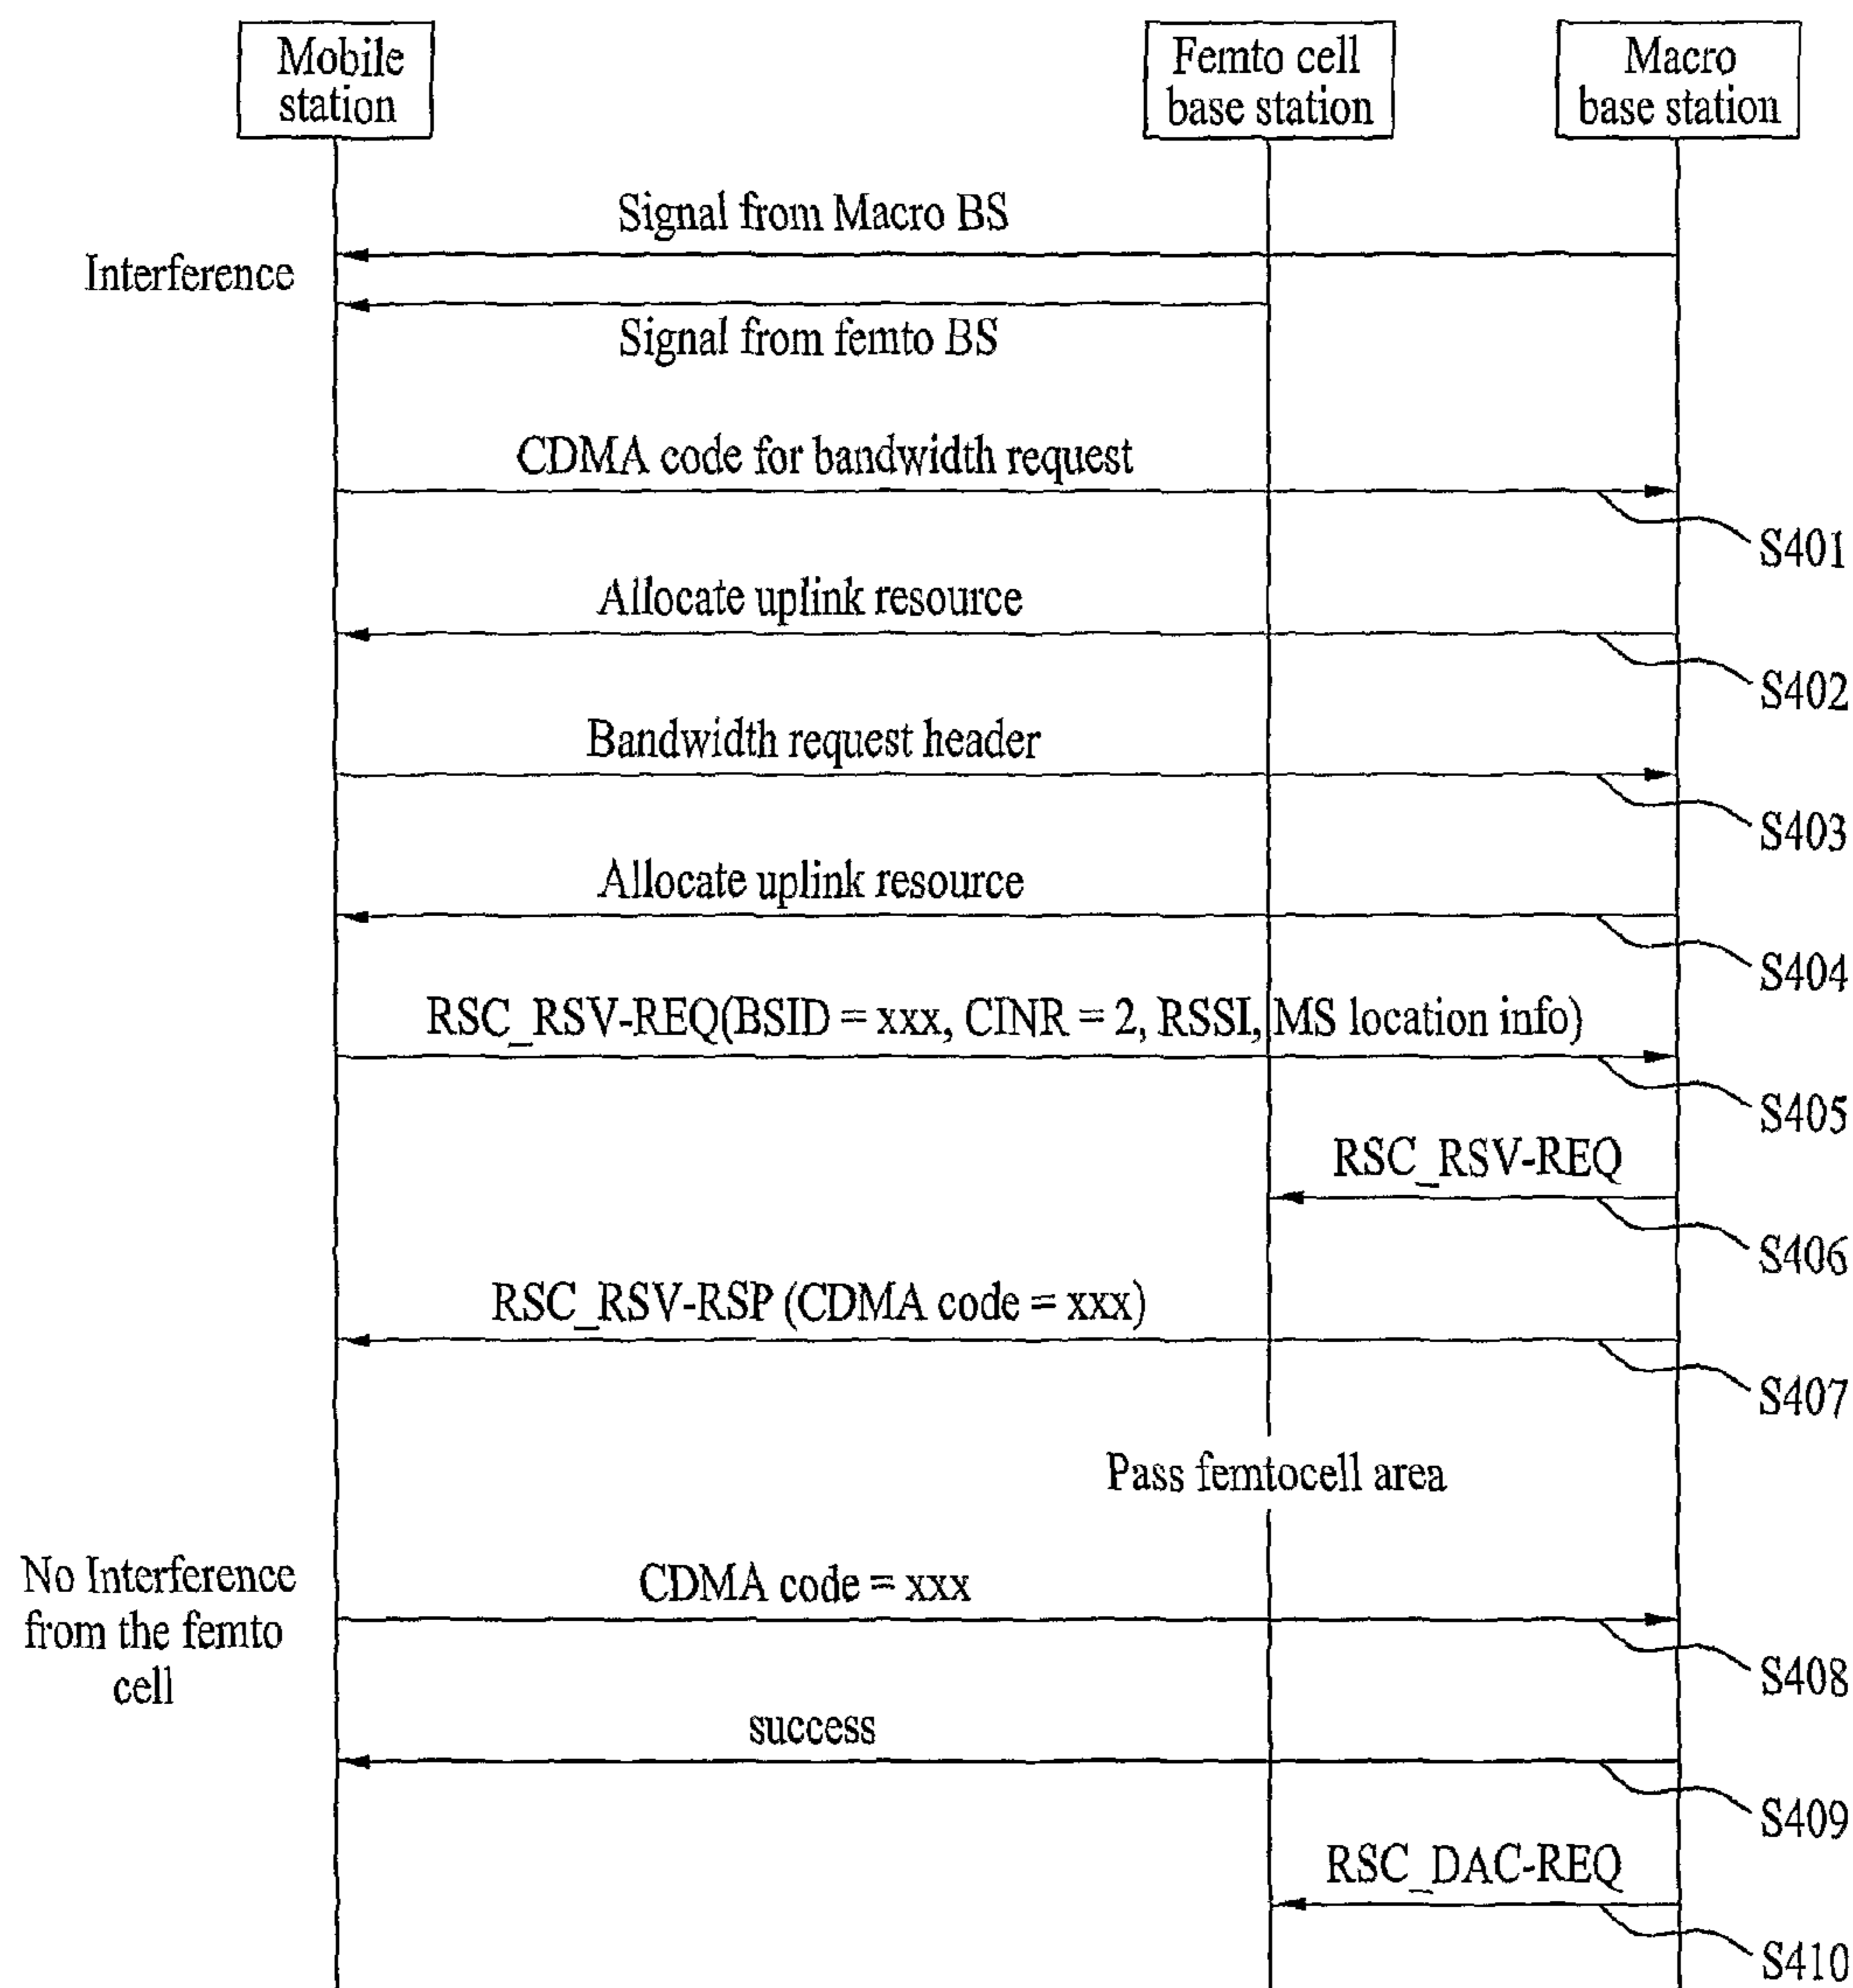 Mobile
station
Femto cell
base station
Macro
base station
Signal from Macro BS
Interference
Signal from femto BS
CDMA code for bandwidth request
S401
Allocate uplink resource
S402
Bandwidth request header
S403
Allocate uplink resource
S404
RSC_RSV-REQ(BSID = xxx, CINR = 2, RSSI, MS location info)
S405
RSC_RSV-REQ
S406
RSC_RSV-RSP (CDMA code = xxx)
S407
Pass femtocell area
No Interference
from the femto
cell
CDMA code = xxx
S408
success
S409
RSC_DAC-REQ
S410